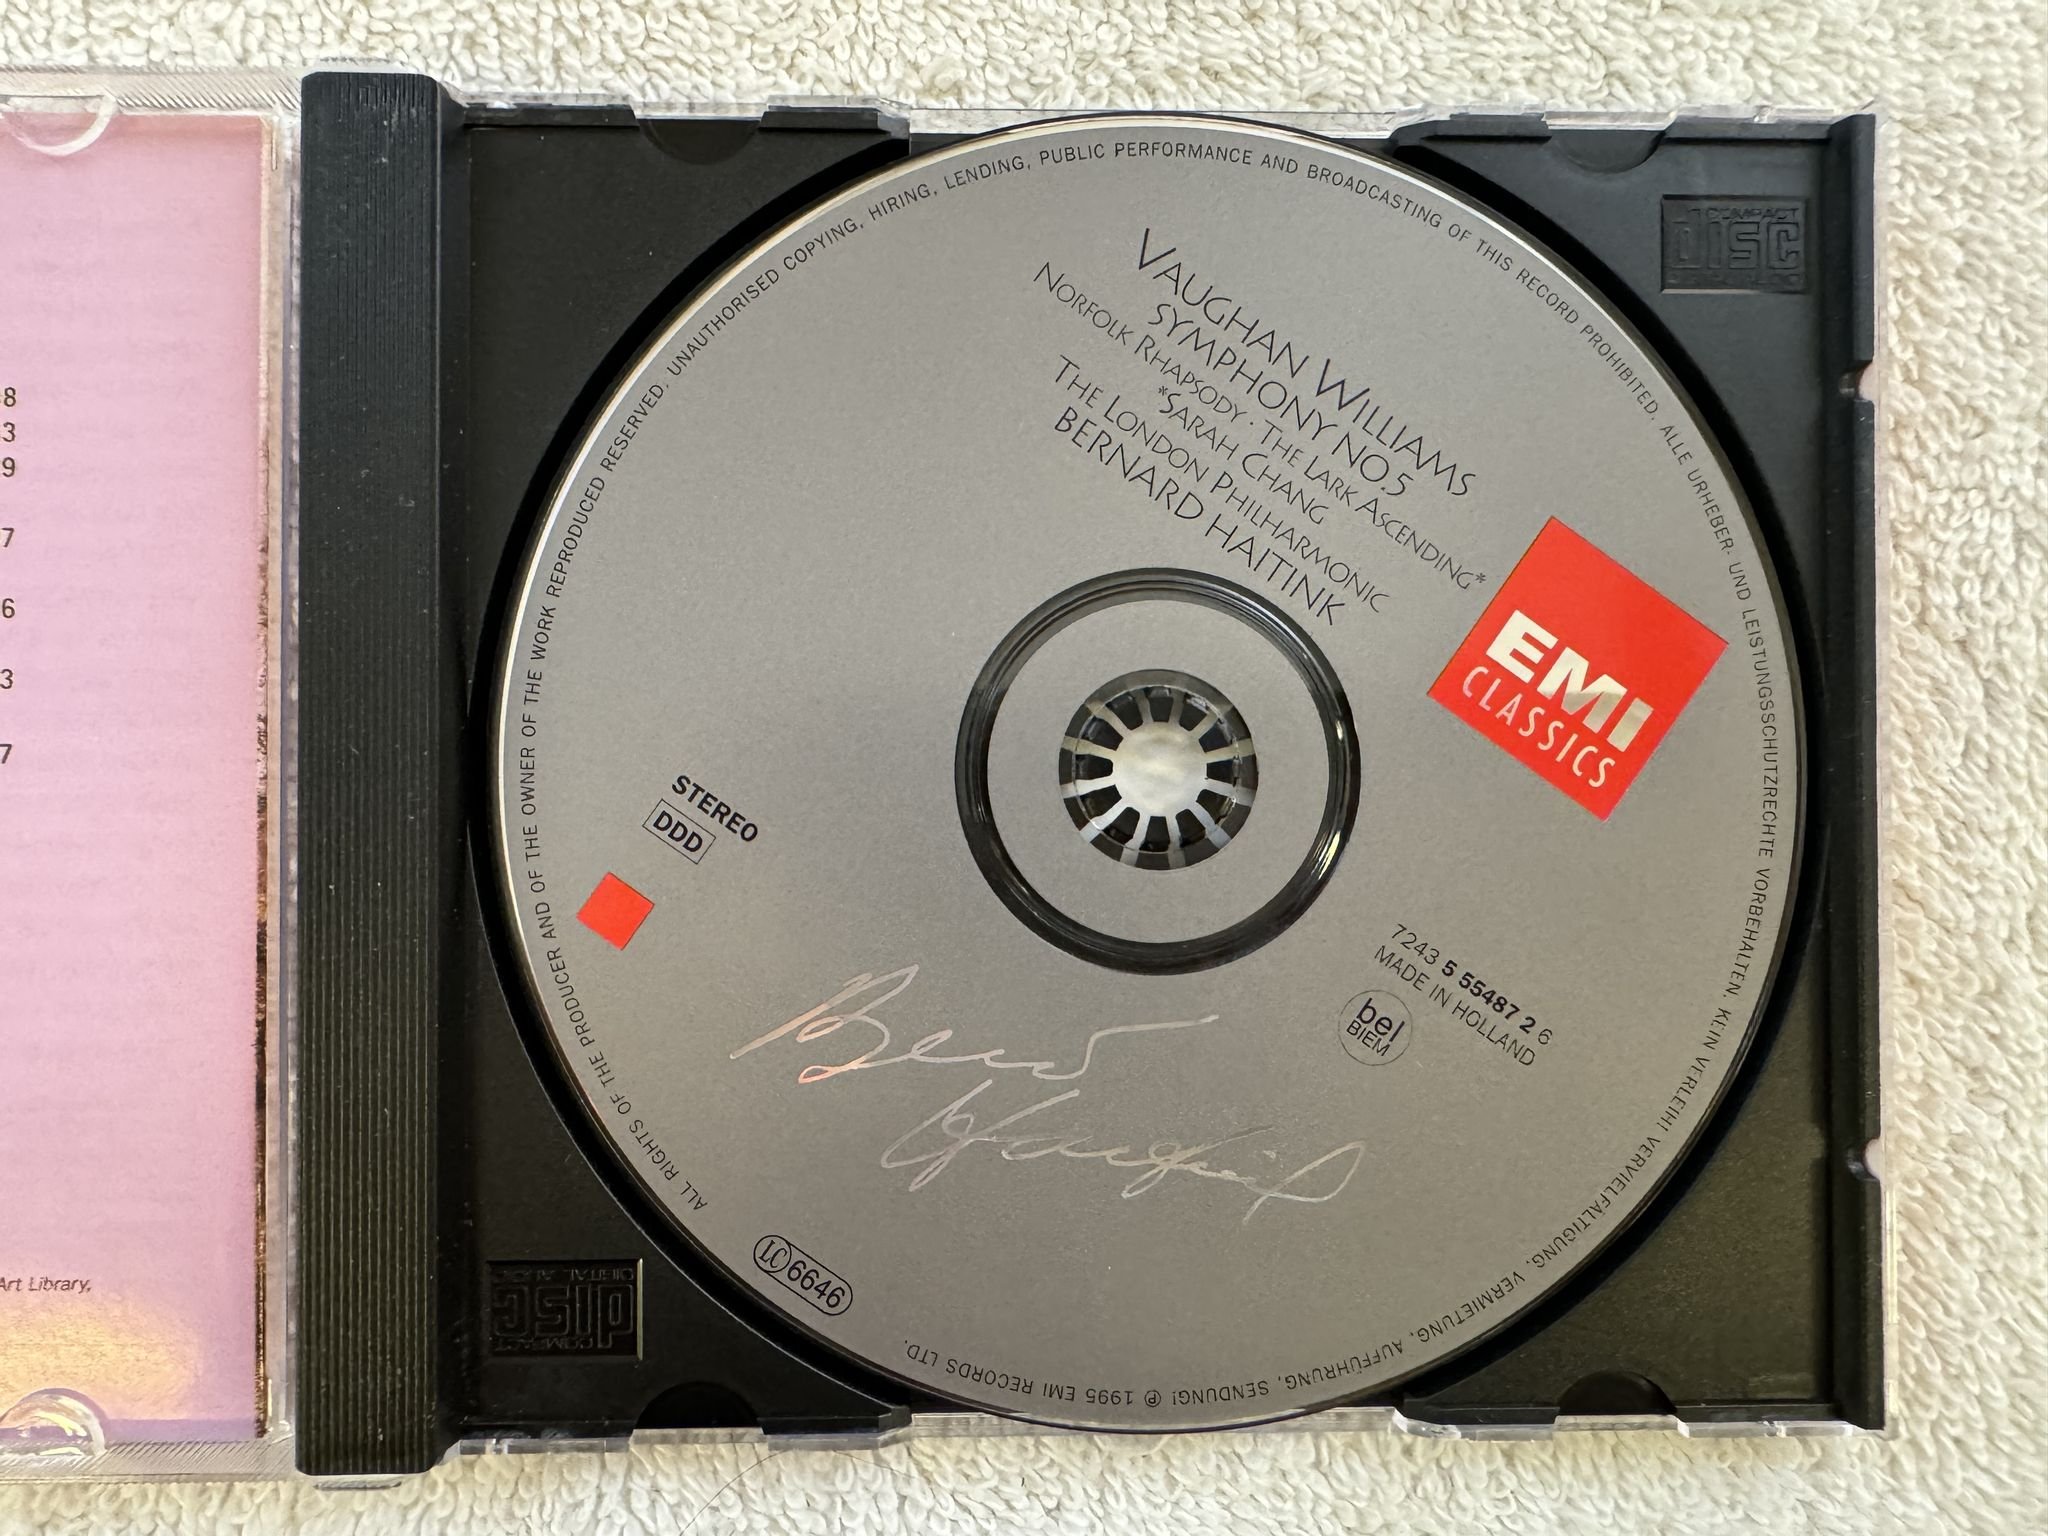 8
3
9
7
6
3
7
Art Library,
VAUGHAN WILLIAMS
SYMPHONY NO.5
NORFOLK RHAPSODY · THE LARK ASCENDING*
*SARAH CHANG
THE LONDON PHILHARMONIC
BERNARD HAITINK
EMI
CLASSICS
STEREO
DDD
7243 5 55487 2 6
MADE IN HOLLAND
bel
BIEM
LC 6646
ALL RIGHTS OF THE PRODUCER AND OF THE OWNER OF THE WORK REPRODUCED RESERVED. UNAUTHORISED COPYING, HIRING, LENDING, PUBLIC PERFORMANCE AND BROADCASTING OF THIS RECORD PROHIBITED. ALLE URHEBER- UND LEISTUNGSSCHUTZRECHTE VORBEHALTEN. KEIN VERLEIH! VERVIELFÄLTIGUNG, VERMIETUNG, AUFFÜHRUNG, SENDUNG! ℗ 1995 EMI RECORDS LTD.
COMPACT
disc
COMPACT
disc
DIGITAL AUDIO